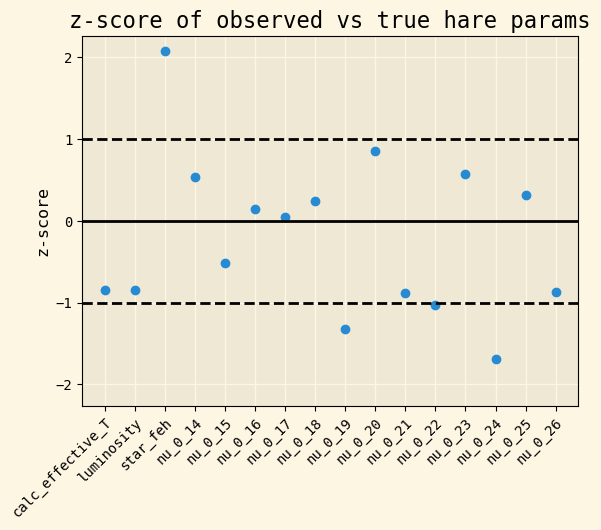 z-score of observed vs true hare params
z-score
2
1
0
−1
−2
calc_effective_T
luminosity
star_feh
nu_0_14
nu_0_15
nu_0_16
nu_0_17
nu_0_18
nu_0_19
nu_0_20
nu_0_21
nu_0_22
nu_0_23
nu_0_24
nu_0_25
nu_0_26